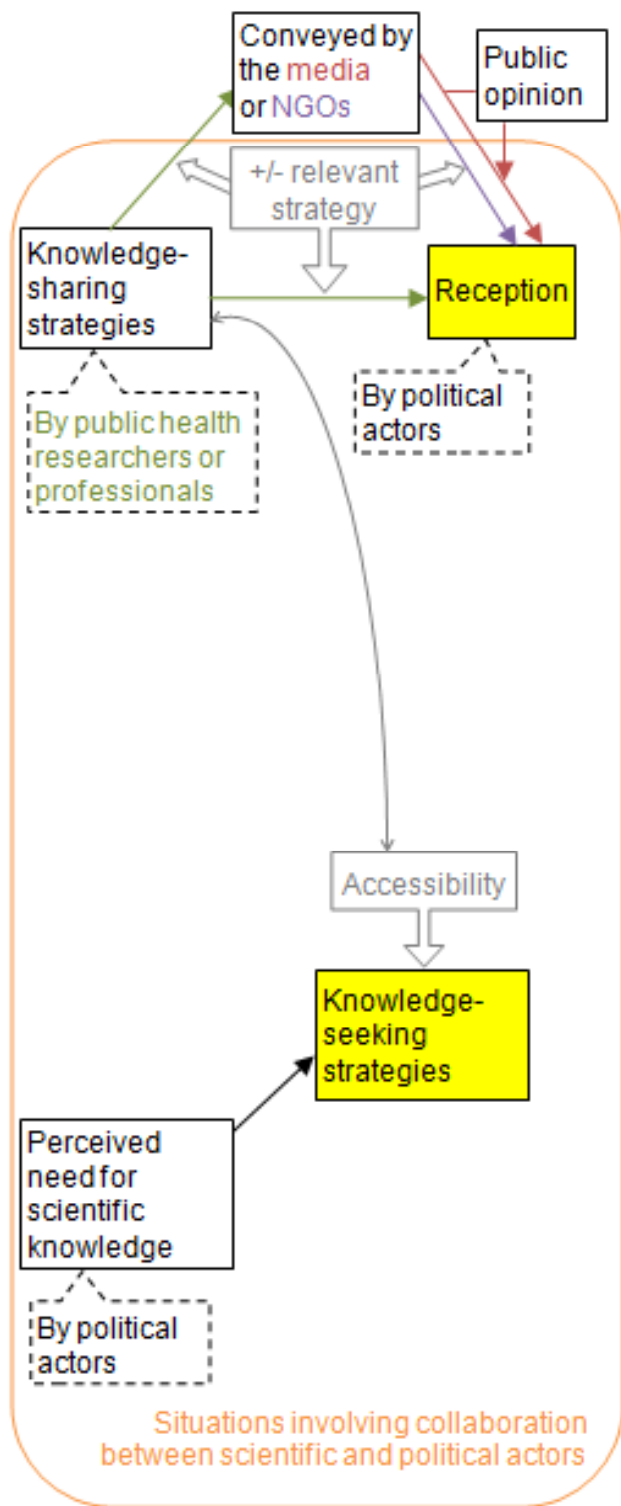 Conveyed by
the media
or NGOs
Public
opinion
+/- relevant
strategy
Knowledge-
sharing
strategies
Reception
By public health
researchers or
professionals
By political
actors
Accessibility
Knowledge-
seeking
strategies
Perceived
need for
scientific
knowledge
By political
actors
Situations involving collaboration
between scientific and political actors